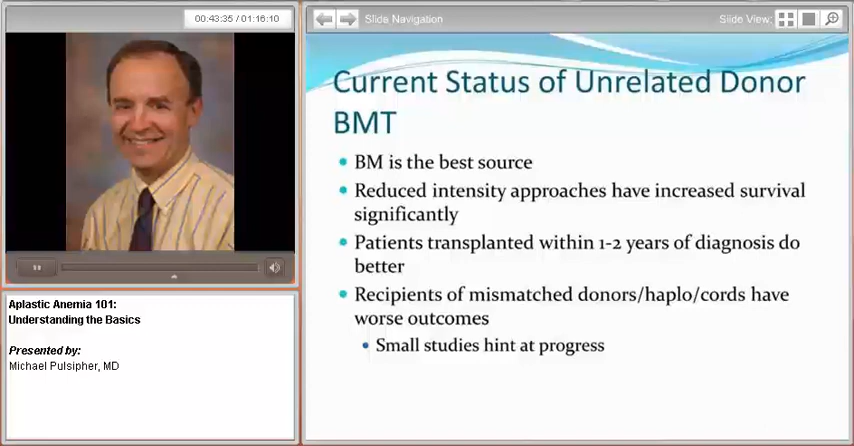 00:43:35 / 01:16:10
Slide Navigation
Slide View:
Aplastic Anemia 101:
Understanding the Basics
Presented by:
Michael Pulsipher, MD
Current Status of Unrelated Donor
BMT
• BM is the best source
• Reduced intensity approaches have increased survival
significantly
• Patients transplanted within 1-2 years of diagnosis do
better
• Recipients of mismatched donors/haplo/cords have
worse outcomes
• Small studies hint at progress